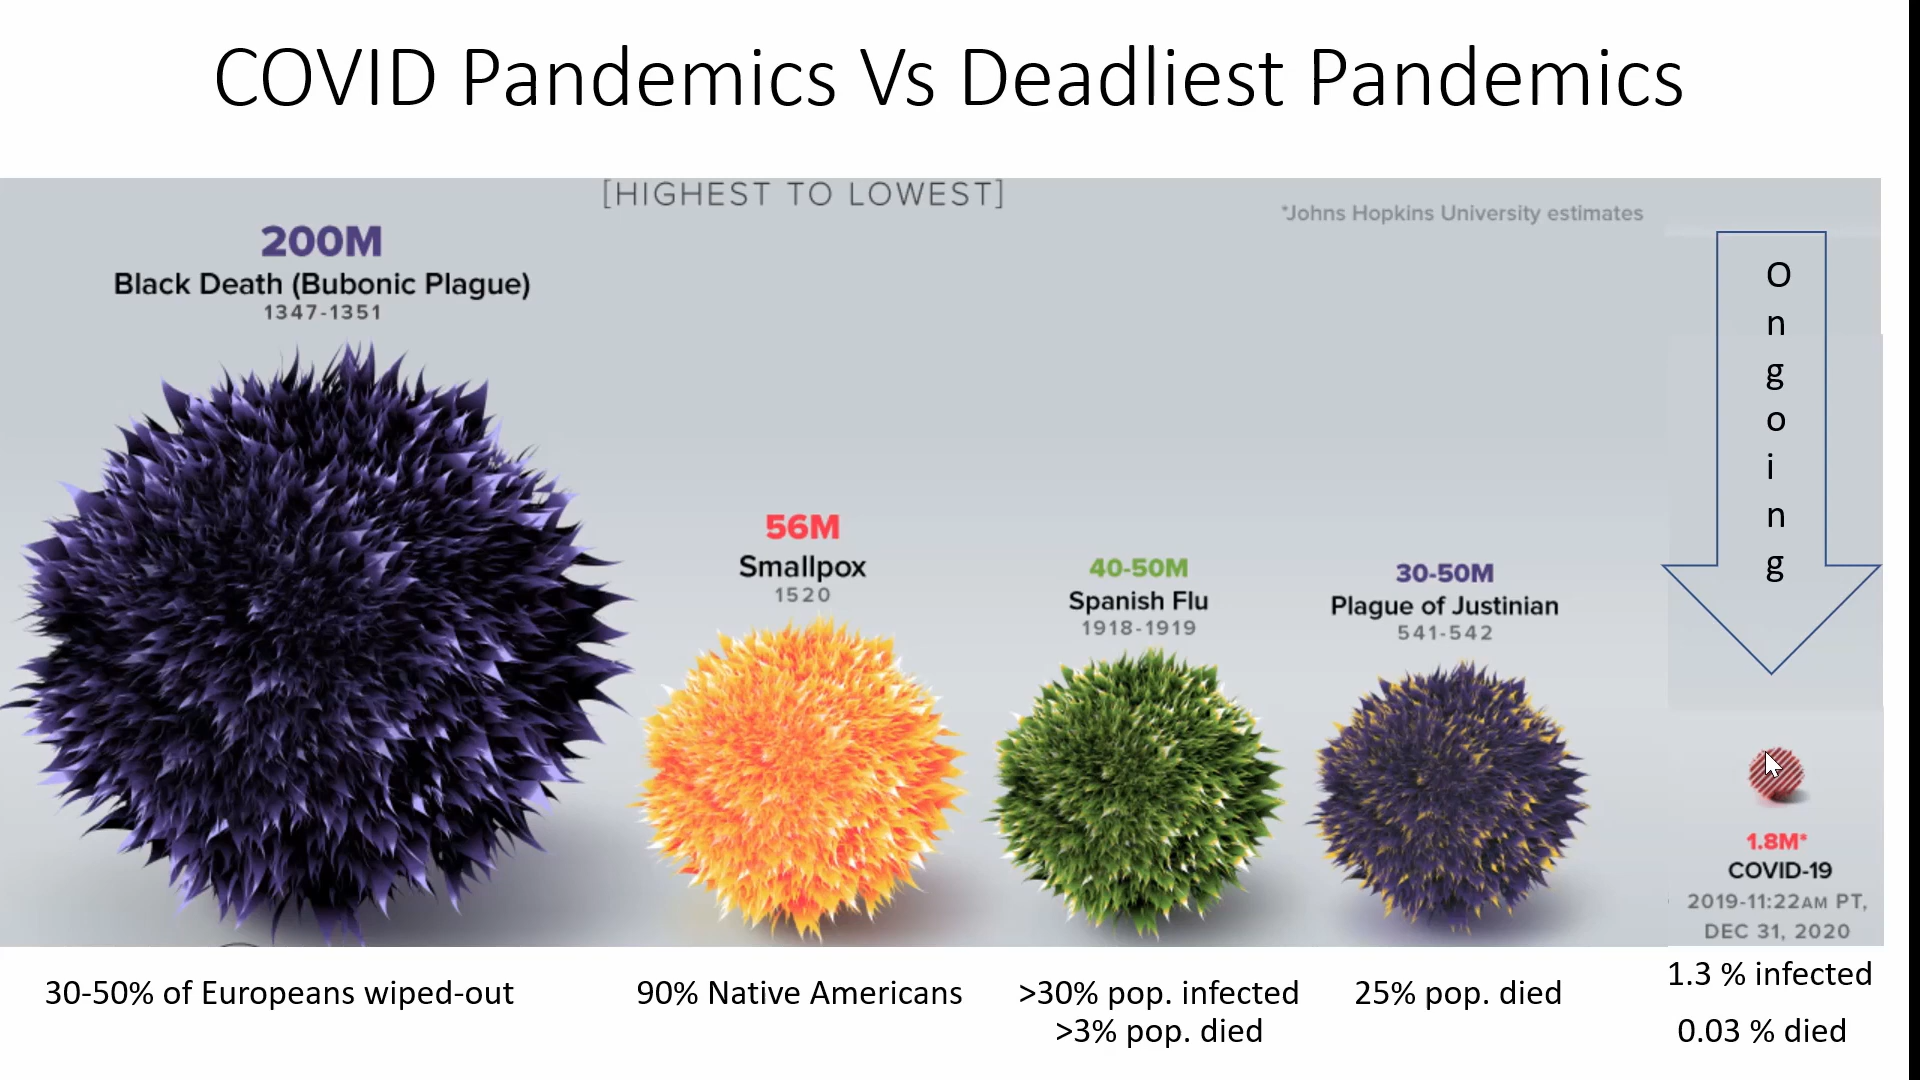 COVID Pandemics Vs Deadliest Pandemics
[HIGHEST TO LOWEST]
*Johns Hopkins University estimates
200M
Black Death (Bubonic Plague)
1347-1351
56M
Smallpox
1520
40-50M
Spanish Flu
1918-1919
30-50M
Plague of Justinian
541-542
O
n
g
o
i
n
g
1.8M*
COVID-19
2019-11:22AM PT,
DEC 31, 2020
30-50% of Europeans wiped-out
90% Native Americans
>30% pop. infected
>3% pop. died
25% pop. died
1.3 % infected
0.03 % died